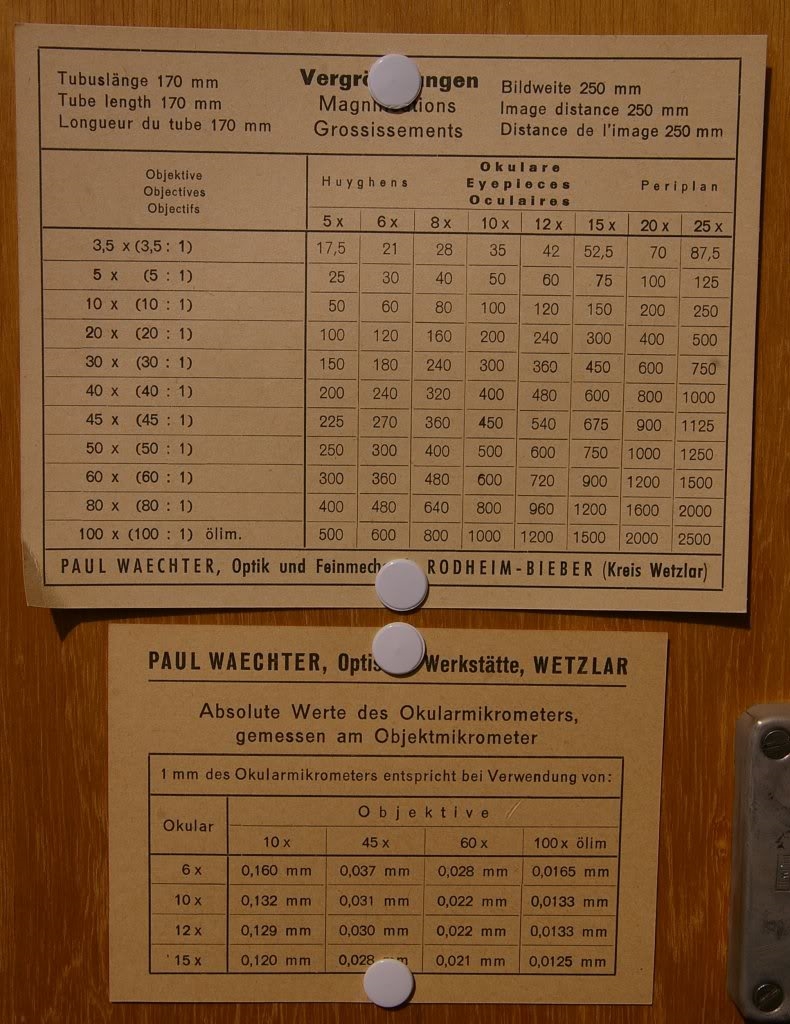 Tubuslänge 170 mm
Tube length 170 mm
Longueur du tube 170 mm
Magn ions
Grossissements
Bildweite 250 mm
Image distance 250 mm
Distance de l'image 250 mm
Objektive
Objectives
Objectifs
Okulare
Huyghens Eyepieces Periplan
Oculaires
5 x 6 x 8 x 10 x 12 x 15 x 20 x 25 x
3,5 x (3,5 : 1) 17,5 21 28 35 42 52,5 70 87,5
5 x (5 : 1) 25 30 40 50 60 75 100 125
10 x (10 : 1) 50 60 80 100 120 150 200 250
20 x (20 : 1) 100 120 160 200 240 300 400 500
30 x (30 : 1) 150 180 240 300 360 450 600 750
40 x (40 : 1) 200 240 320 400 480 600 800 1000
45 x (45 : 1) 225 270 360 450 540 675 900 1125
50 x (50 : 1) 250 300 400 500 600 750 1000 1250
60 x (60 : 1) 300 360 480 600 720 900 1200 1500
80 x (80 : 1) 400 480 640 800 960 1200 1600 2000
100 x (100 : 1) ölim. 500 600 800 1000 1200 1500 2000 2500
PAUL WAECHTER, Optik und RODHEIM-BIEBER (Kreis Wetzlar)
PAUL WAECHTER, Werkstätte, WETZLAR
Absolute Werte des Okularmikrometers,
gemessen am Objektmikrometer
1 mm des Okularmikrometers entspricht bei Verwendung von:
Okular
Objektive
10 x 45 x 60 x 100 x ölim
6 x 0,160 mm 0,037 mm 0,028 mm 0,0165 mm
10 x 0,132 mm 0,031 mm 0,022 mm 0,0133 mm
12 x 0,129 mm 0,030 mm 0,022 mm 0,0133 mm
15 x 0,120 mm 0,028 mm 0,021 mm 0,0125 mm